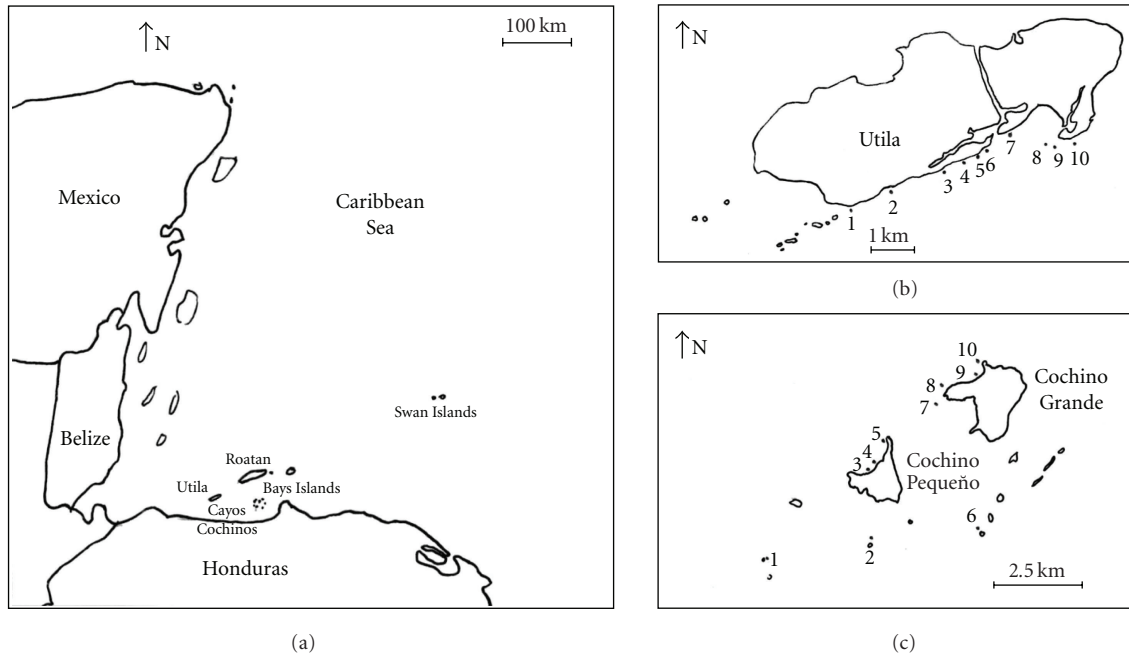 N
100 km
Mexico
Caribbean
Sea
Swan Islands
Belize
Roatan
Utila
Bays Islands
Cayos
Cochinos
Honduras
(a)
N
Utila
1
2
3
4
5
6
7
8
9
10
1 km
(b)
N
10
9
8
7
Cochino
Grande
5
4
3
Cochino
Pequeño
6
1
2
2.5 km
(c)